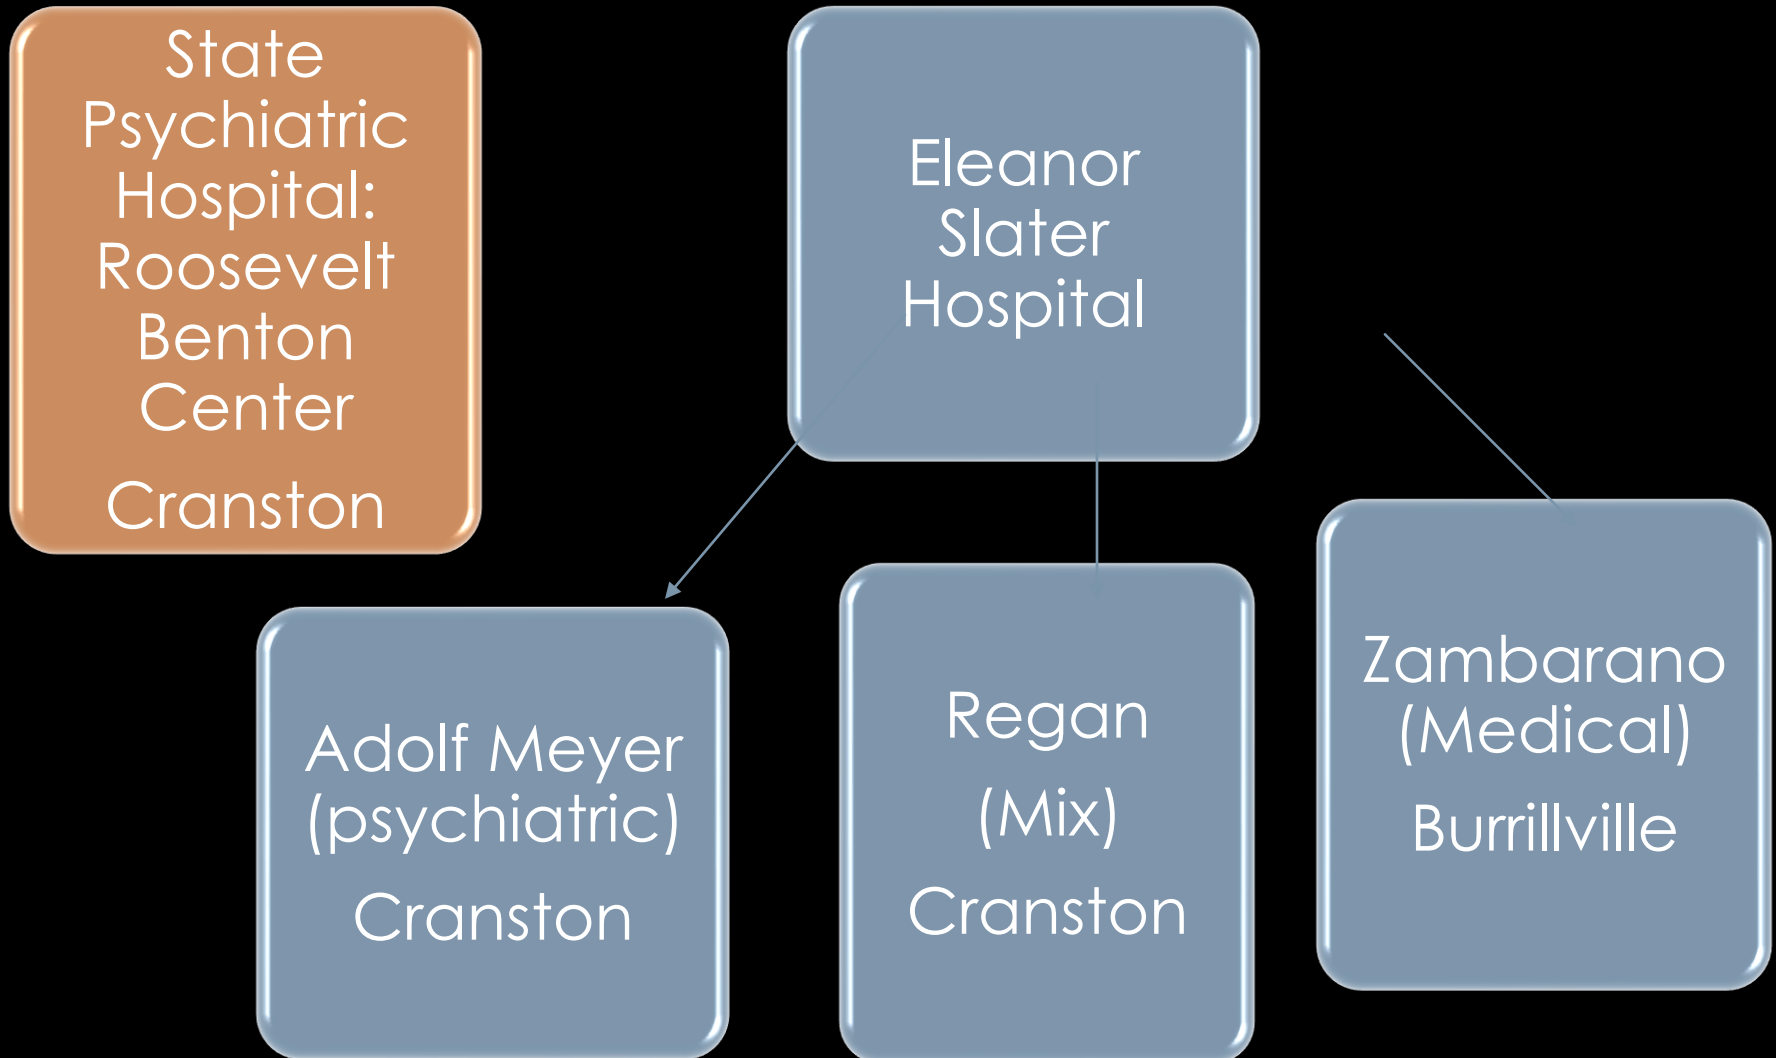 State
Psychiatric
Hospital:
Roosevelt
Benton
Center
Cranston
Eleanor
Slater
Hospital
Adolf Meyer
(psychiatric)
Cranston
Regan
(Mix)
Cranston
Zambarano
(Medical)
Burrillville